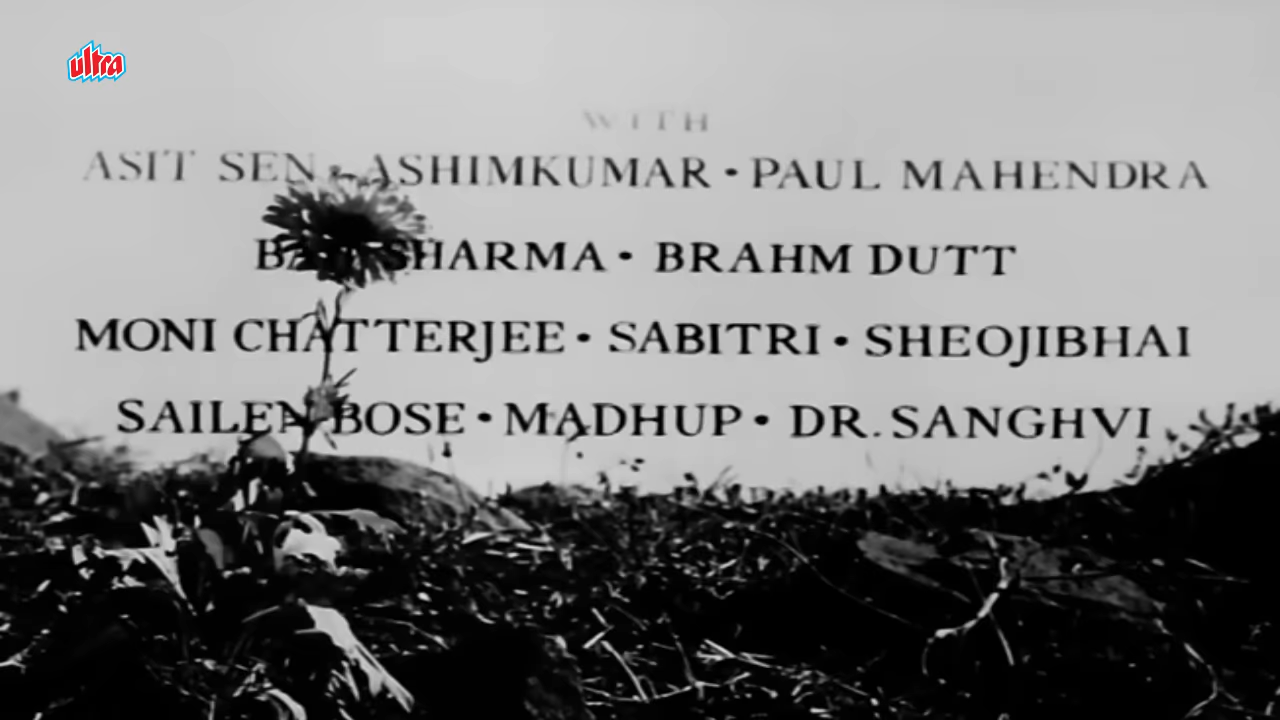 ultra
WITH
ASIT SEN • ASHIMKUMAR • PAUL MAHENDRA
SHARMA • BRAHM DUTT
MONI CHATTERJEE • SABITRI • SHEOJIBHAI
SAILEN BOSE • MADHUP • DR. SANGHVI